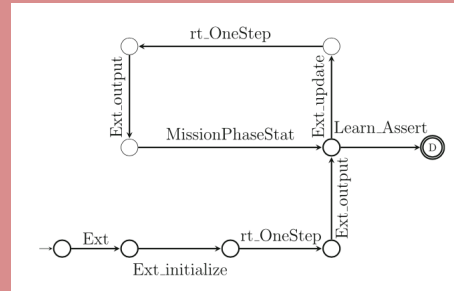 rt_OneStep
Ext_output
Ext_update
MissionPhaseStat
Learn_Assert
D
Ext_output
Ext
rt_OneStep
Ext_initialize